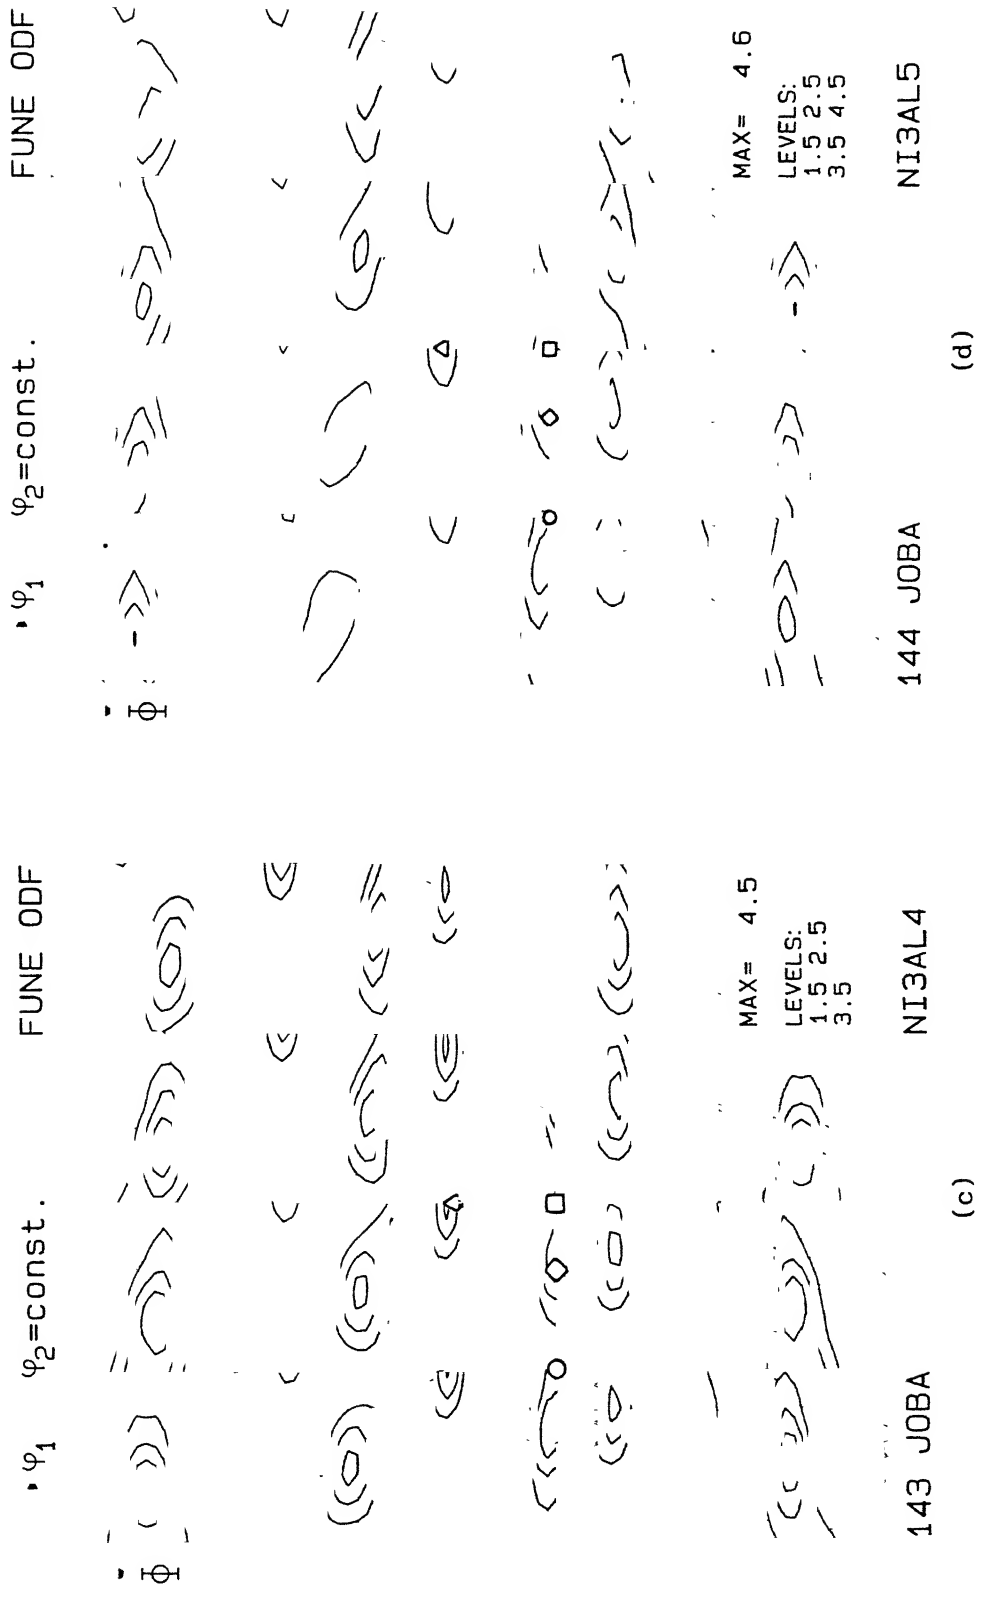 φ₁ φ₂=const. FUNE ODF
Φ
MAX= 4.5
LEVELS:
1.5 2.5
3.5
143 JOBA NI3AL4
(c)
φ₁ φ₂=const. FUNE ODF
Φ
MAX= 4.6
LEVELS:
1.5 2.5
3.5 4.5
144 JOBA NI3AL5
(d)